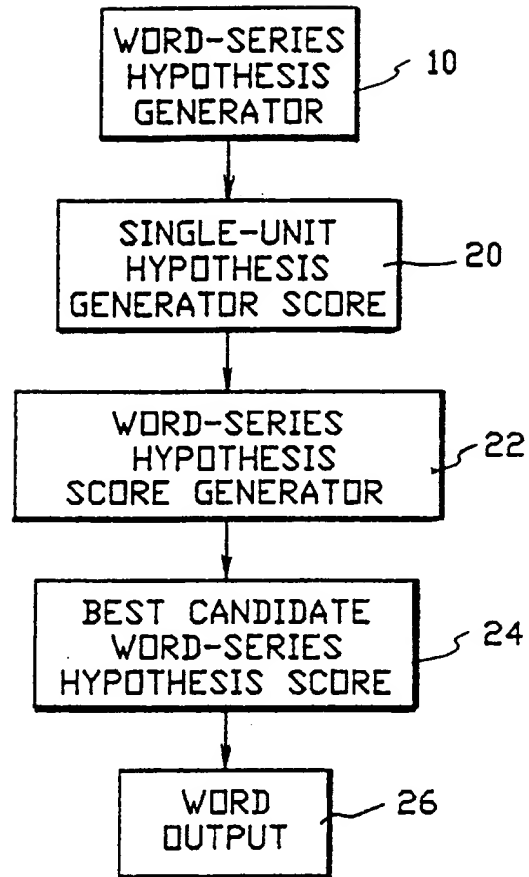 WORD-SERIES
HYPOTHESIS
GENERATOR
10
SINGLE-UNIT
HYPOTHESIS
GENERATOR SCORE
20
WORD-SERIES
HYPOTHESIS
SCORE GENERATOR
22
BEST CANDIDATE
WORD-SERIES
HYPOTHESIS SCORE
24
WORD
OUTPUT
26